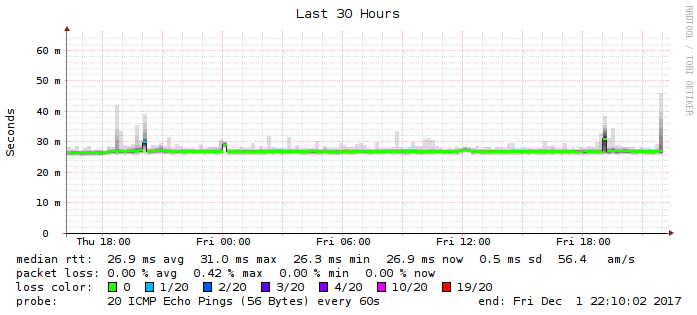 Last 30 Hours
RRDTOOL / TOBI OETIKER
Seconds
60 m
50 m
40 m
30 m
20 m
10 m
0
Thu 18:00 Fri 00:00 Fri 06:00 Fri 12:00 Fri 18:00
median rtt: 26.9 ms avg 31.0 ms max 26.3 ms min 26.9 ms now 0.5 ms sd 56.4 am/s
packet loss: 0.00 % avg 0.42 % max 0.00 % min 0.00 % now
loss color: 0 1/20 2/20 3/20 4/20 10/20 19/20
probe: 20 ICMP Echo Pings (56 Bytes) every 60s end: Fri Dec 1 22:10:02 2017